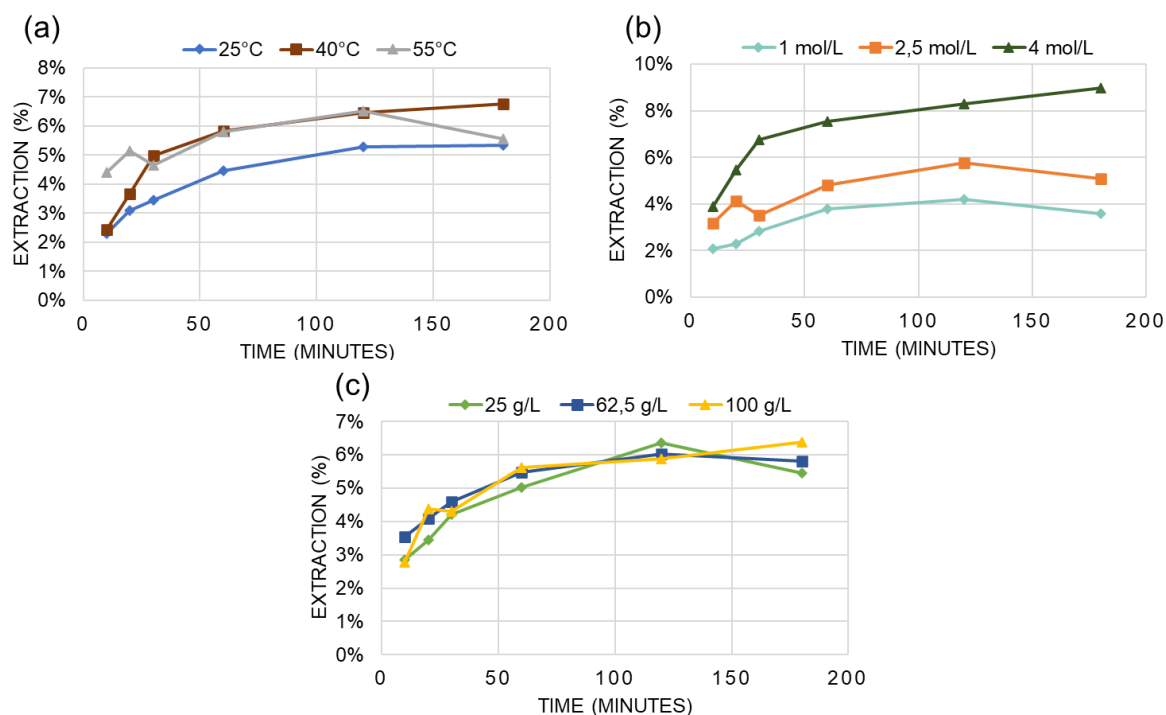 (a)
25°C 40°C 55°C
8%
7%
6%
5%
4%
3%
2%
1%
0%
EXTRACTION (%)
0 50 100 150 200
TIME (MINUTES)
(b)
1 mol/L 2,5 mol/L 4 mol/L
10%
8%
6%
4%
2%
0%
EXTRACTION (%)
0 50 100 150 200
TIME (MINUTES)
(c)
25 g/L 62,5 g/L 100 g/L
7%
6%
5%
4%
3%
2%
1%
0%
EXTRACTION (%)
0 50 100 150 200
TIME (MINUTES)